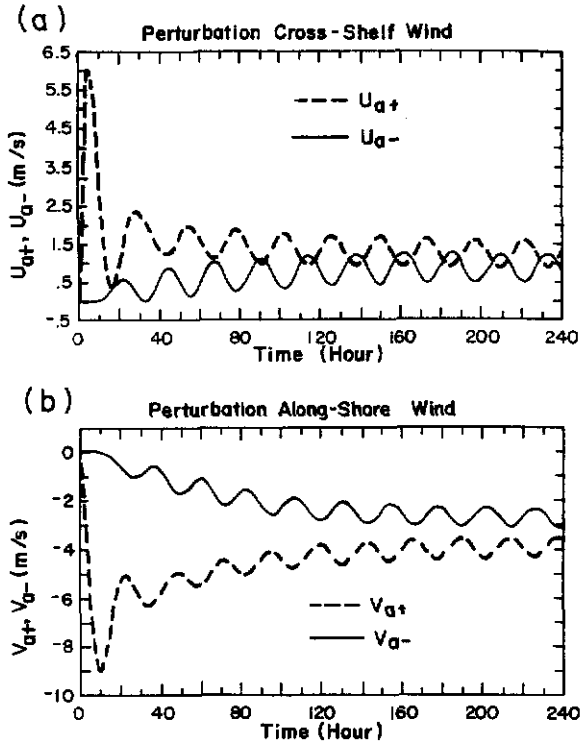 (a)
Perturbation Cross-Shelf Wind
6.5
5.5
4.5
3.5
2.5
1.5
.5
-.5
Ua+, Ua- (m/s)
Ua+
Ua-
0 40 80 120 160 200 240
Time (Hour)
(b)
Perturbation Along-Shore Wind
0
-2
-4
-6
-8
-10
Va+, Va- (m/s)
Va+
Va-
0 40 80 120 160 200 240
Time (Hour)